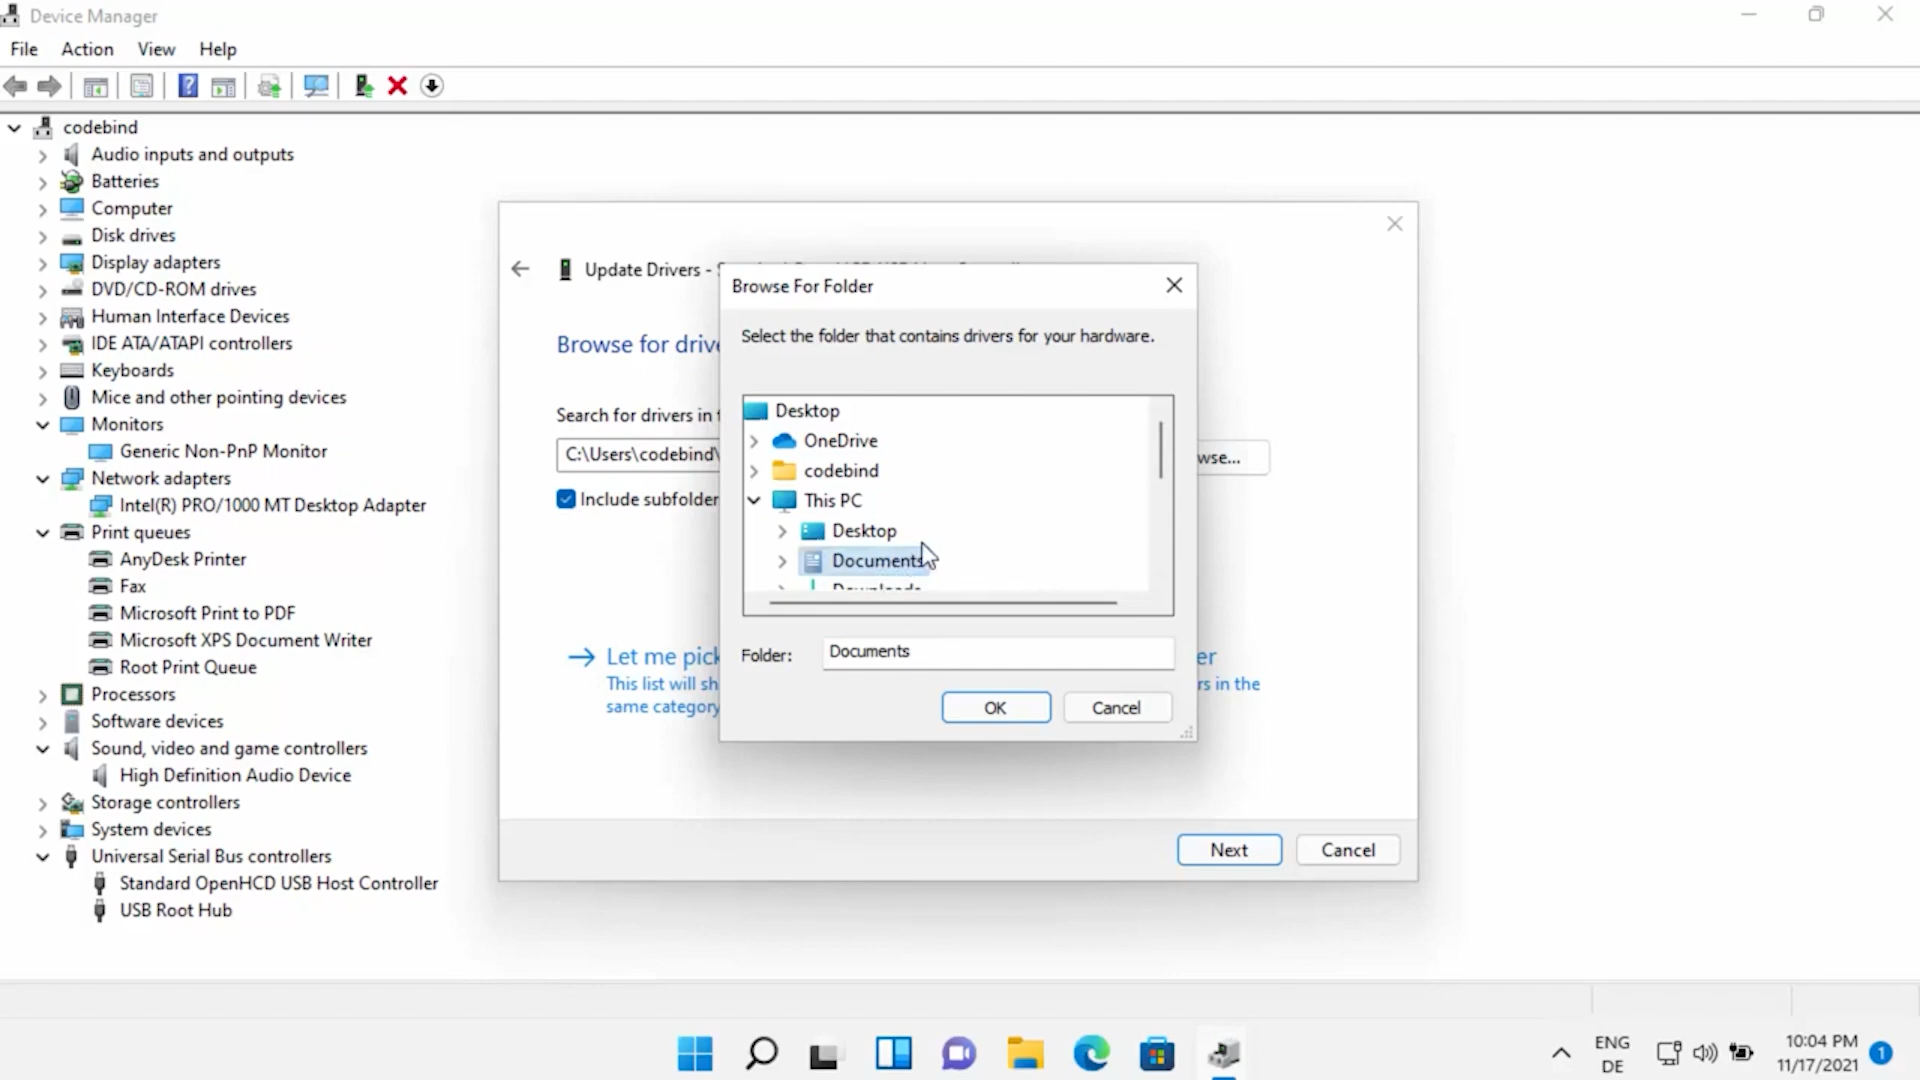 Device Manager
File Action View Help
codebind
Audio inputs and outputs
Batteries
Computer
Disk drives
Display adapters
DVD/CD-ROM drives
Human Interface Devices
IDE ATA/ATAPI controllers
Keyboards
Mice and other pointing devices
Monitors
Generic Non-PnP Monitor
Network adapters
Intel(R) PRO/1000 MT Desktop Adapter
Print queues
AnyDesk Printer
Fax
Microsoft Print to PDF
Microsoft XPS Document Writer
Root Print Queue
Processors
Software devices
Sound, video and game controllers
High Definition Audio Device
Storage controllers
System devices
Universal Serial Bus controllers
Standard OpenHCD USB Host Controller
USB Root Hub
Update Drivers -
Browse for drive
Search for drivers in
C:\Users\codebind\
wse...
Include subfolder
Let me pick
er
This list will sh
rs in the
same category
Next
Cancel
Browse For Folder
Select the folder that contains drivers for your hardware.
Desktop
OneDrive
codebind
This PC
Desktop
Documents
Downloads
Folder:
Documents
OK
Cancel
ENG
DE
10:04 PM
11/17/2021
1